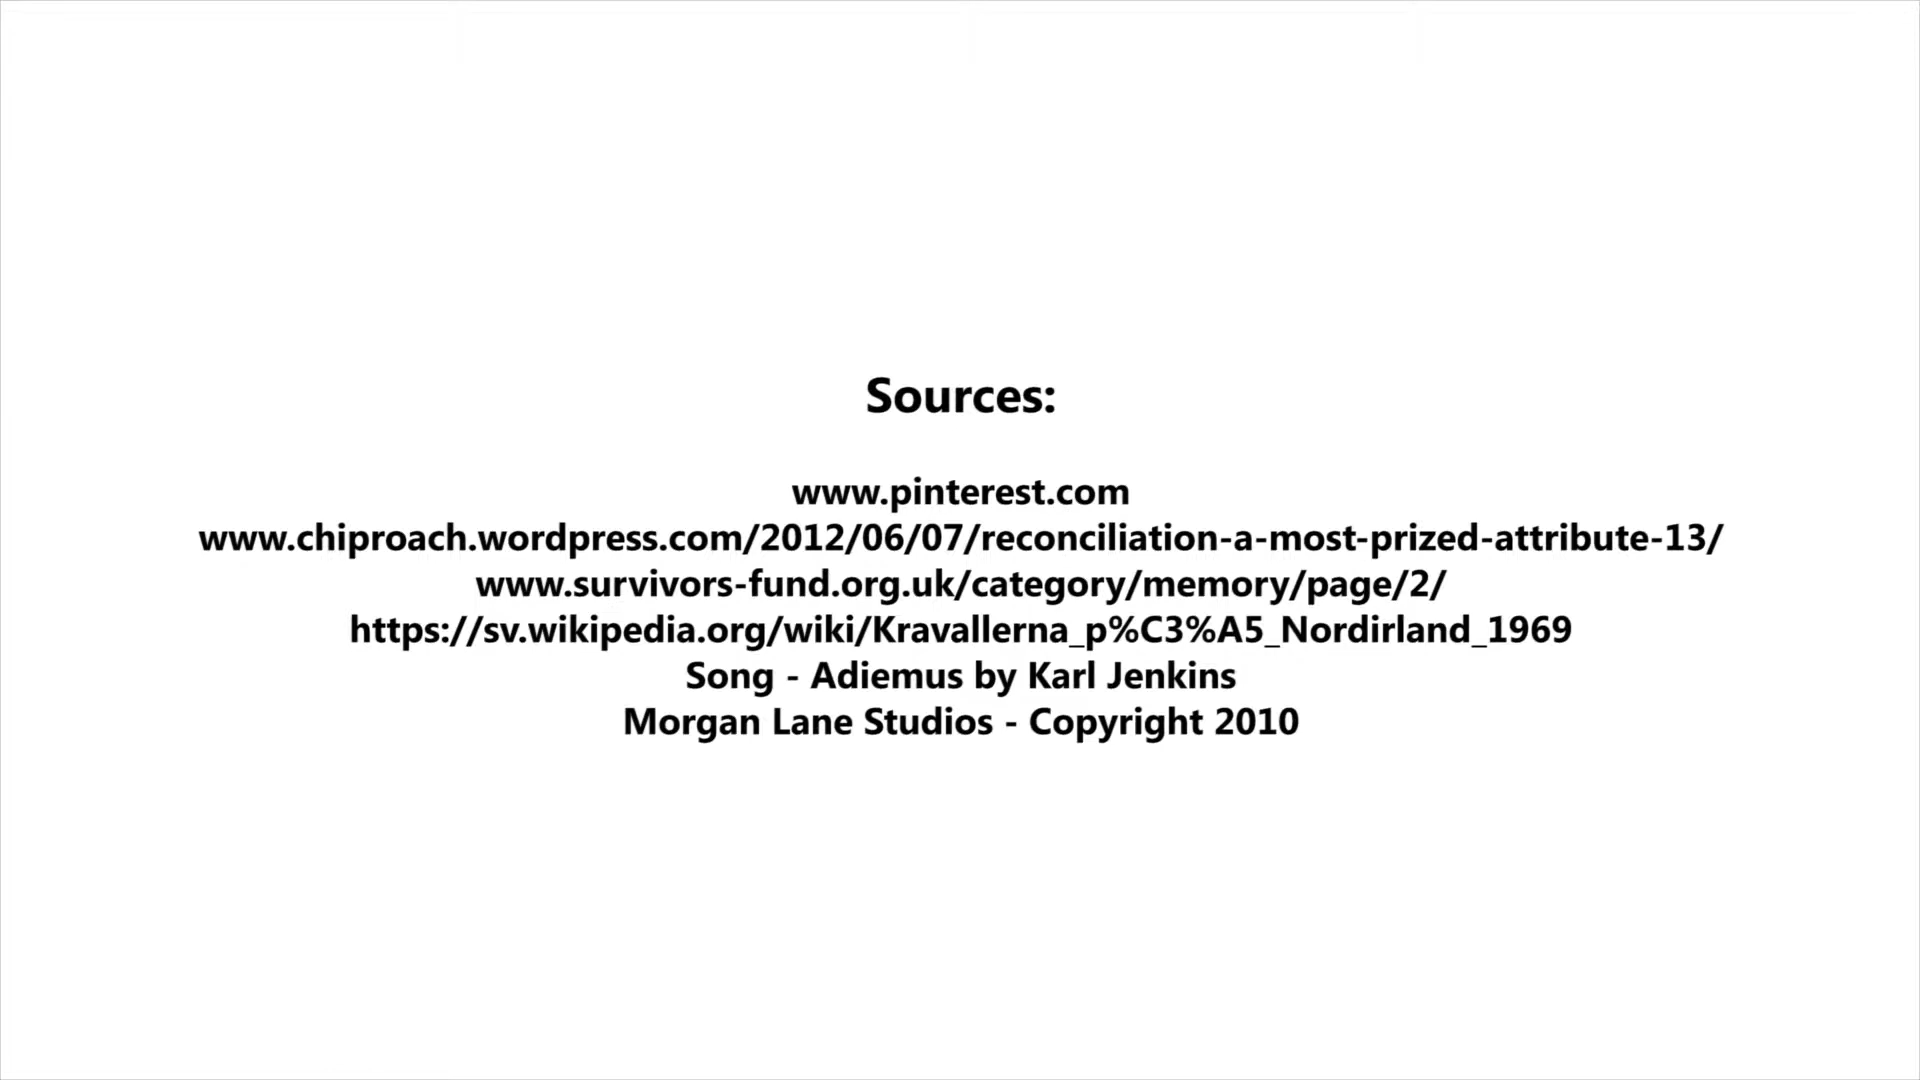 Sources:
www.pinterest.com
www.chiproach.wordpress.com/2012/06/07/reconciliation-a-most-prized-attribute-13/
www.survivors-fund.org.uk/category/memory/page/2/
https://sv.wikipedia.org/wiki/Kravallerna_p%C3%A5_Nordirland_1969
Song - Adiemus by Karl Jenkins
Morgan Lane Studios - Copyright 2010